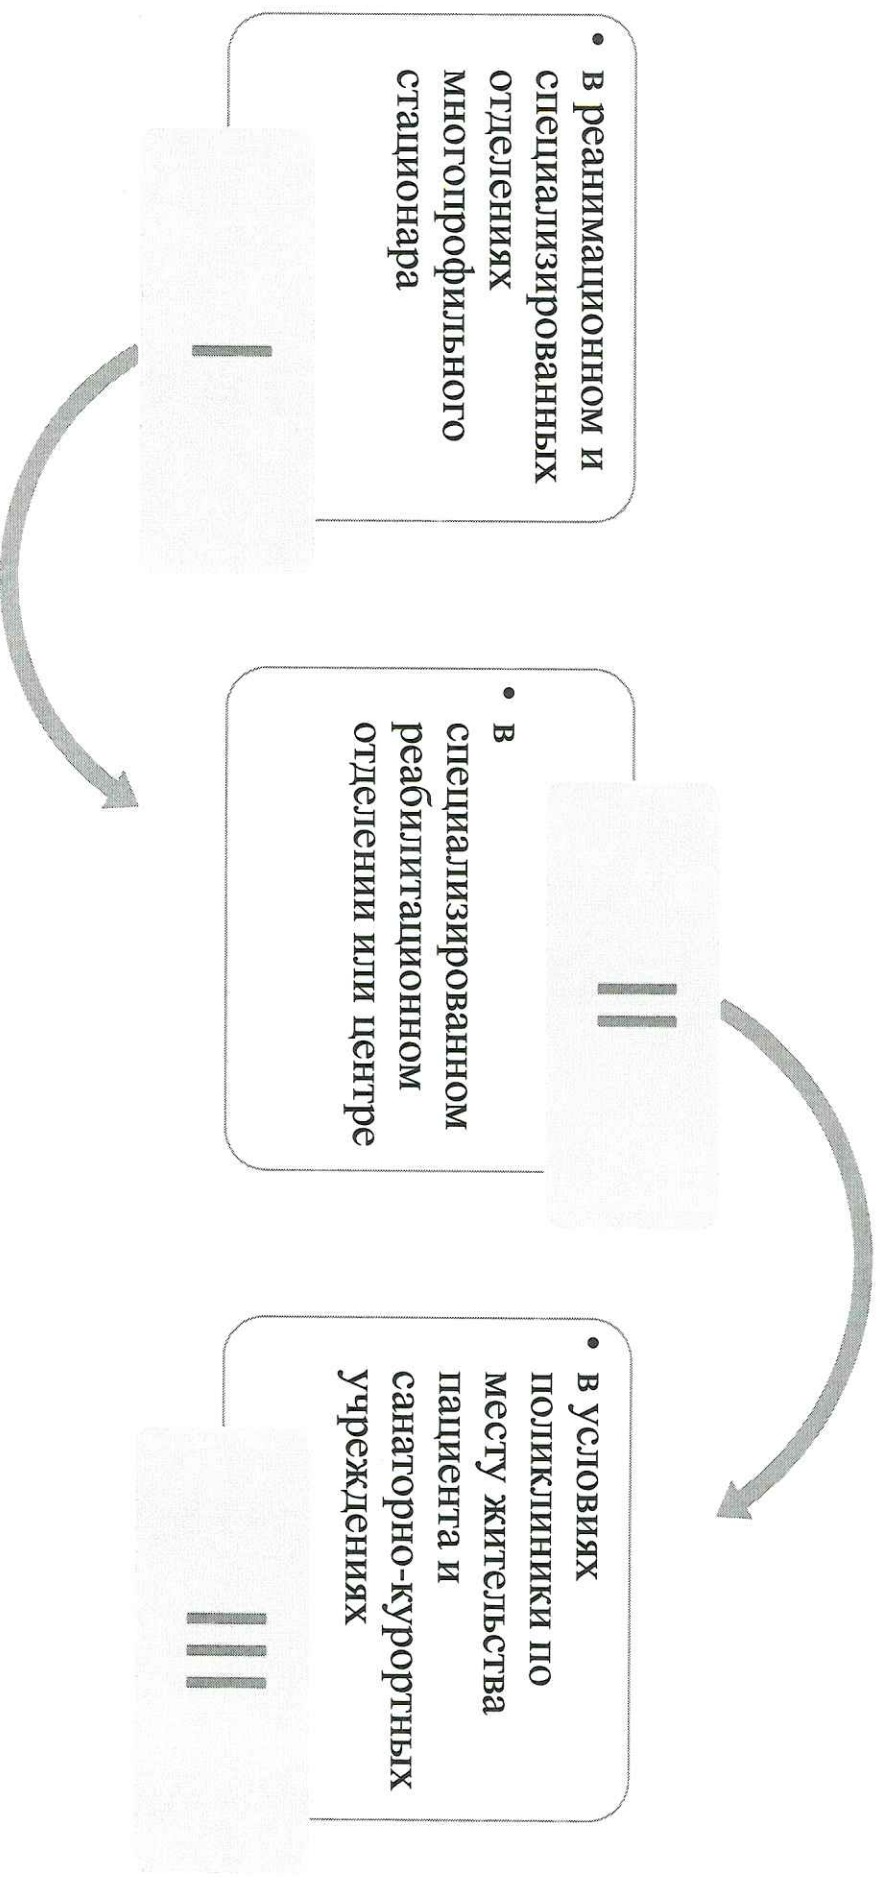 • в реанимационном и
специализированных
отделениях
многопрофильного
стационара
I
II
• в
специализированном
реабилитационном
отделении или центре
• в условиях
поликлиники по
месту жительства
пациента и
санаторно-курортных
учреждениях
III